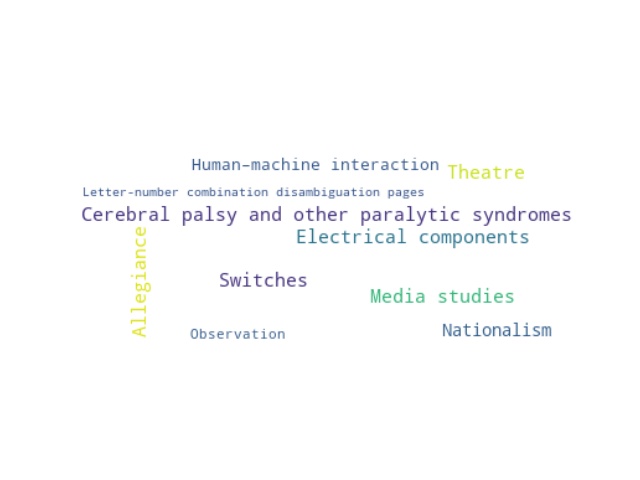 Human-machine interaction
Theatre
Letter-number combination disambiguation pages
Cerebral palsy and other paralytic syndromes
Electrical components
Allegiance
Switches
Media studies
Observation
Nationalism